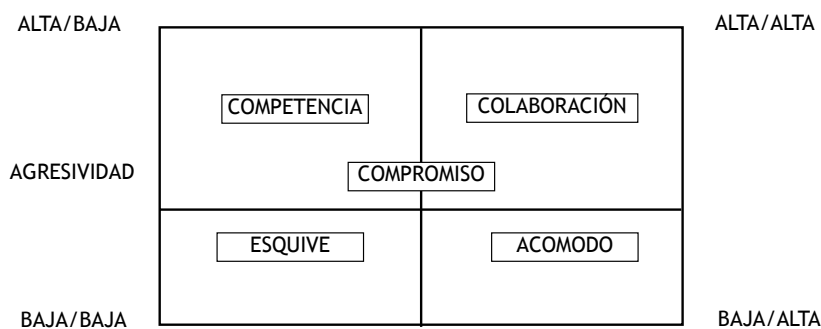 ALTA/BAJA
ALTA/ALTA
COMPETENCIA
COLABORACIÓN
AGRESIVIDAD
COMPROMISO
ESQUIVE
ACOMODO
BAJA/BAJA
BAJA/ALTA